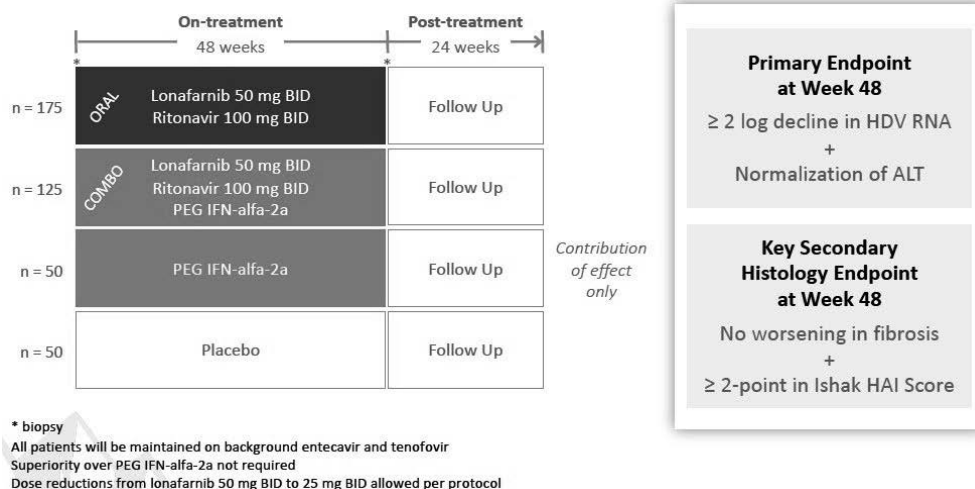 On-treatment
Post-treatment
48 weeks
24 weeks
*
*
n = 175
ORAL
Lonafarnib 50 mg BID
Ritonavir 100 mg BID
Follow Up
n = 125
COMBO
Lonafarnib 50 mg BID
Ritonavir 100 mg BID
PEG IFN-alfa-2a
Follow Up
n = 50
PEG IFN-alfa-2a
Follow Up
Contribution
of effect
only
n = 50
Placebo
Follow Up
* biopsy
All patients will be maintained on background entecavir and tenofovir
Superiority over PEG IFN-alfa-2a not required
Dose reductions from lonafarnib 50 mg BID to 25 mg BID allowed per protocol
Primary Endpoint
at Week 48
≥ 2 log decline in HDV RNA
+
Normalization of ALT
Key Secondary
Histology Endpoint
at Week 48
No worsening in fibrosis
+
≥ 2-point in Ishak HAI Score